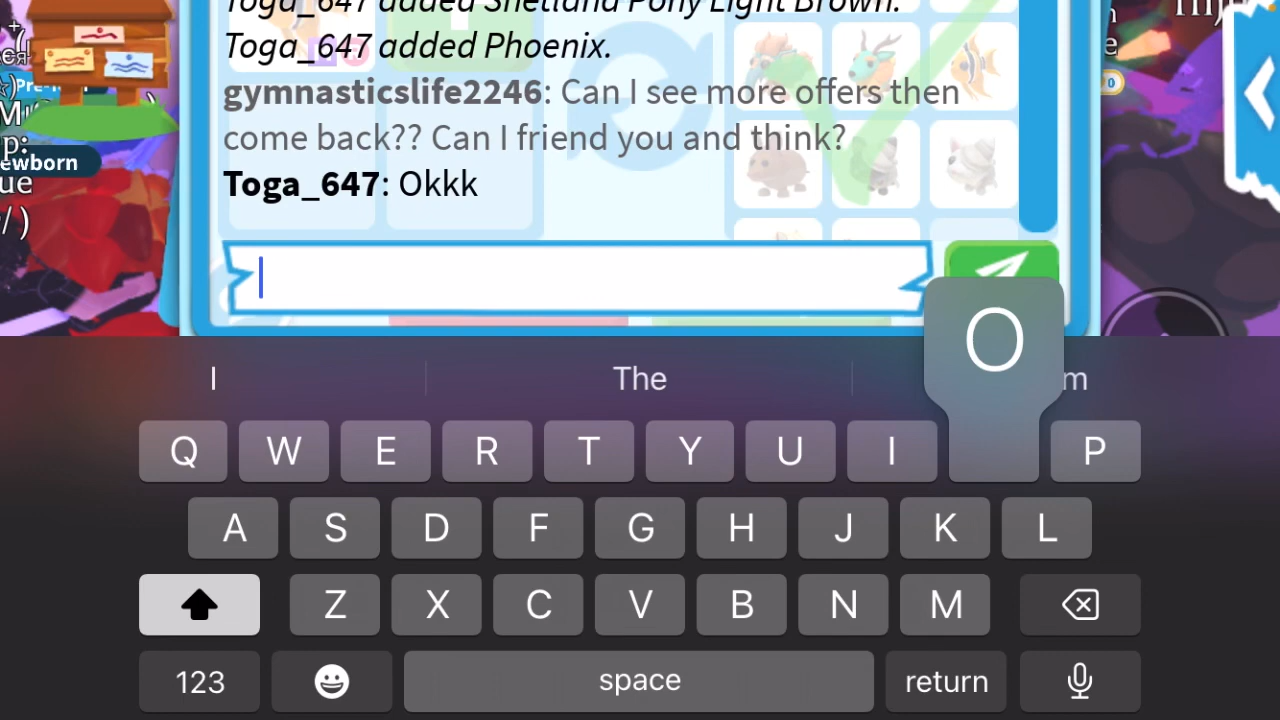 Toga_647 added Shetland Pony Light Brown.
Toga_647 added Phoenix.
gymnasticslife2246: Can I see more offers then
come back?? Can I friend you and think?
Toga_647: Okkk
ewborn
I The
O
Q W E R T Y U I P
A S D F G H J K L
Z X C V B N M
123 space return